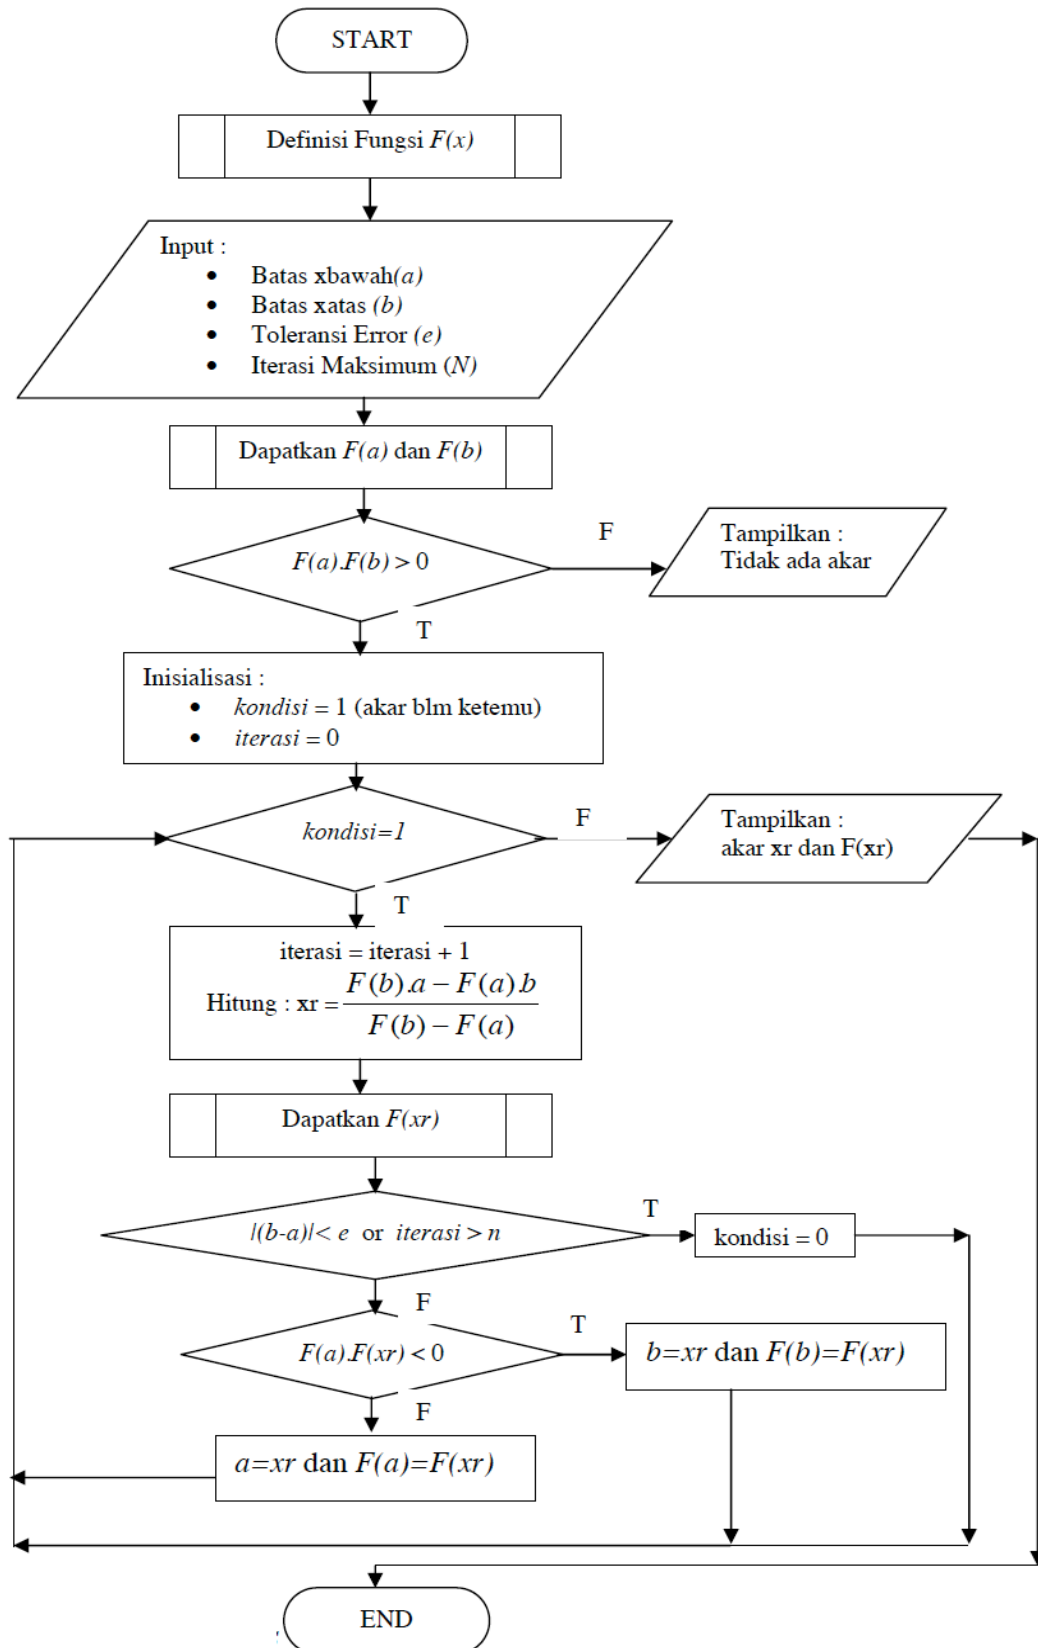 START
Definisi Fungsi F(x)
Input :
• Batas xbawah(a)
• Batas xatas (b)
• Toleransi Error (e)
• Iterasi Maksimum (N)
Dapatkan F(a) dan F(b)
F(a).F(b) > 0
F
Tampilkan :
Tidak ada akar
T
Inisialisasi :
• kondisi = 1 (akar blm ketemu)
• iterasi = 0
kondisi=1
F
Tampilkan :
akar xr dan F(xr)
T
iterasi = iterasi + 1
Hitung : xr = \frac{F(b).a − F(a).b}{F(b) − F(a)}
Dapatkan F(xr)
|(b-a)|< e or iterasi > n
T
kondisi = 0
F
F(a).F(xr) < 0
T
b=xr dan F(b)=F(xr)
F
a=xr dan F(a)=F(xr)
END